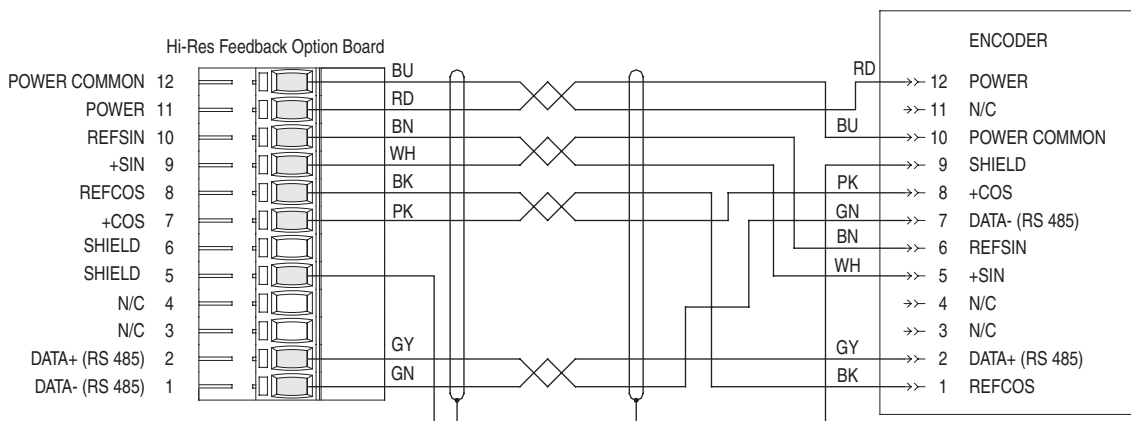 Hi-Res Feedback Option Board
POWER COMMON 12
POWER 11
REFSIN 10
+SIN 9
REFCOS 8
+COS 7
SHIELD 6
SHIELD 5
N/C 4
N/C 3
DATA+ (RS 485) 2
DATA- (RS 485) 1
BU
RD
BN
WH
BK
PK
GY
GN
RD
BU
PK
GN
BN
WH
GY
BK
ENCODER
12 POWER
11 N/C
10 POWER COMMON
9 SHIELD
8 +COS
7 DATA- (RS 485)
6 REFSIN
5 +SIN
4 N/C
3 N/C
2 DATA+ (RS 485)
1 REFCOS